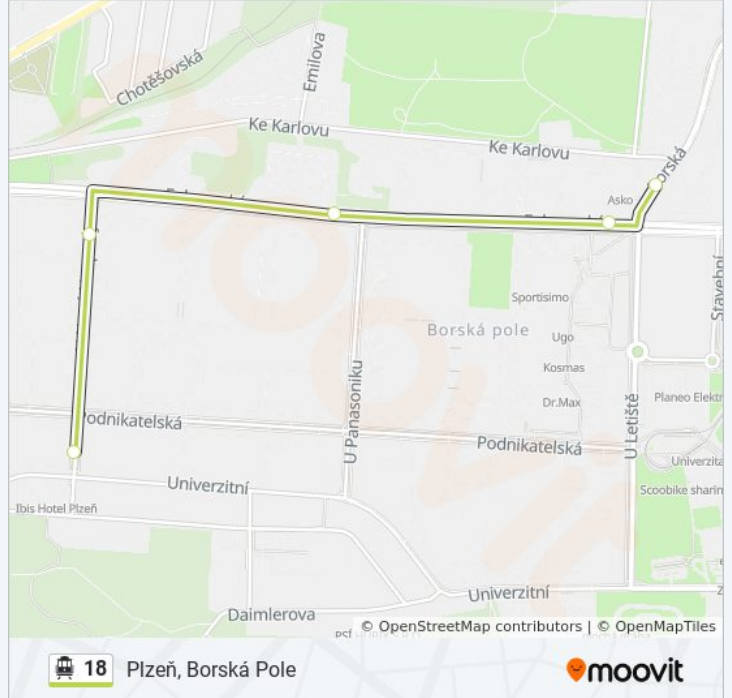 Chotěšovská
Emilova
Ke Karlovu
Ke Karlovu
Asko
Stavební
Sportisimo
Borská pole
Ugo
Kosmas
Dr.Max
U Panasoniku
U Letiště
Planeo Elektr
Podnikatelská
Podnikatelská
Univerzita
Univerzitní
Scoobike sharin
Ibis Hotel Plzeň
Univerzitní
Daimlerova
© OpenStreetMap contributors | © OpenMapTiles
18 Plzeň, Borská Pole
moovit